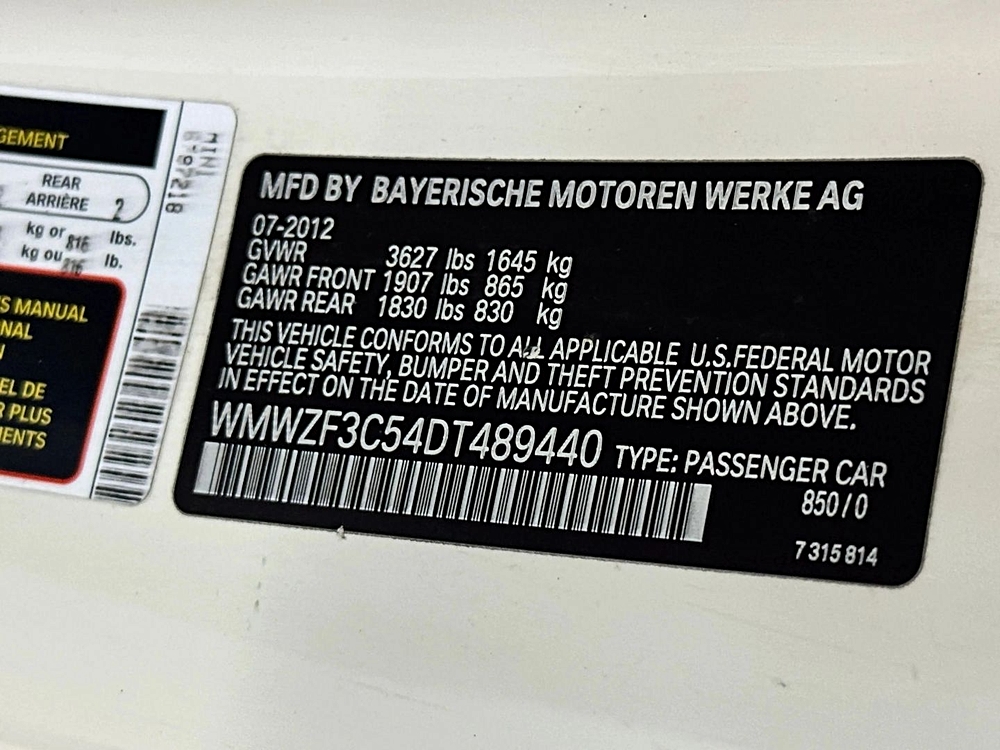 GEMENT
REAR
ARRIÈRE 2
kg or 816 lbs.
kg ou 816 lb.
'S MANUAL
NAL
EL DE
R PLUS
MENTS
MINI
MFD BY BAYERISCHE MOTOREN WERKE AG
07-2012
GVWR 3627 lbs 1645 kg
GAWR FRONT 1907 lbs 865 kg
GAWR REAR 1830 lbs 830 kg
THIS VEHICLE CONFORMS TO ALL APPLICABLE U.S.FEDERAL MOTOR
VEHICLE SAFETY, BUMPER AND THEFT PREVENTION STANDARDS
IN EFFECT ON THE DATE OF MANUFACTURE SHOWN ABOVE.
WMWZF3C54DT489440 TYPE: PASSENGER CAR
850/0
7 315 814